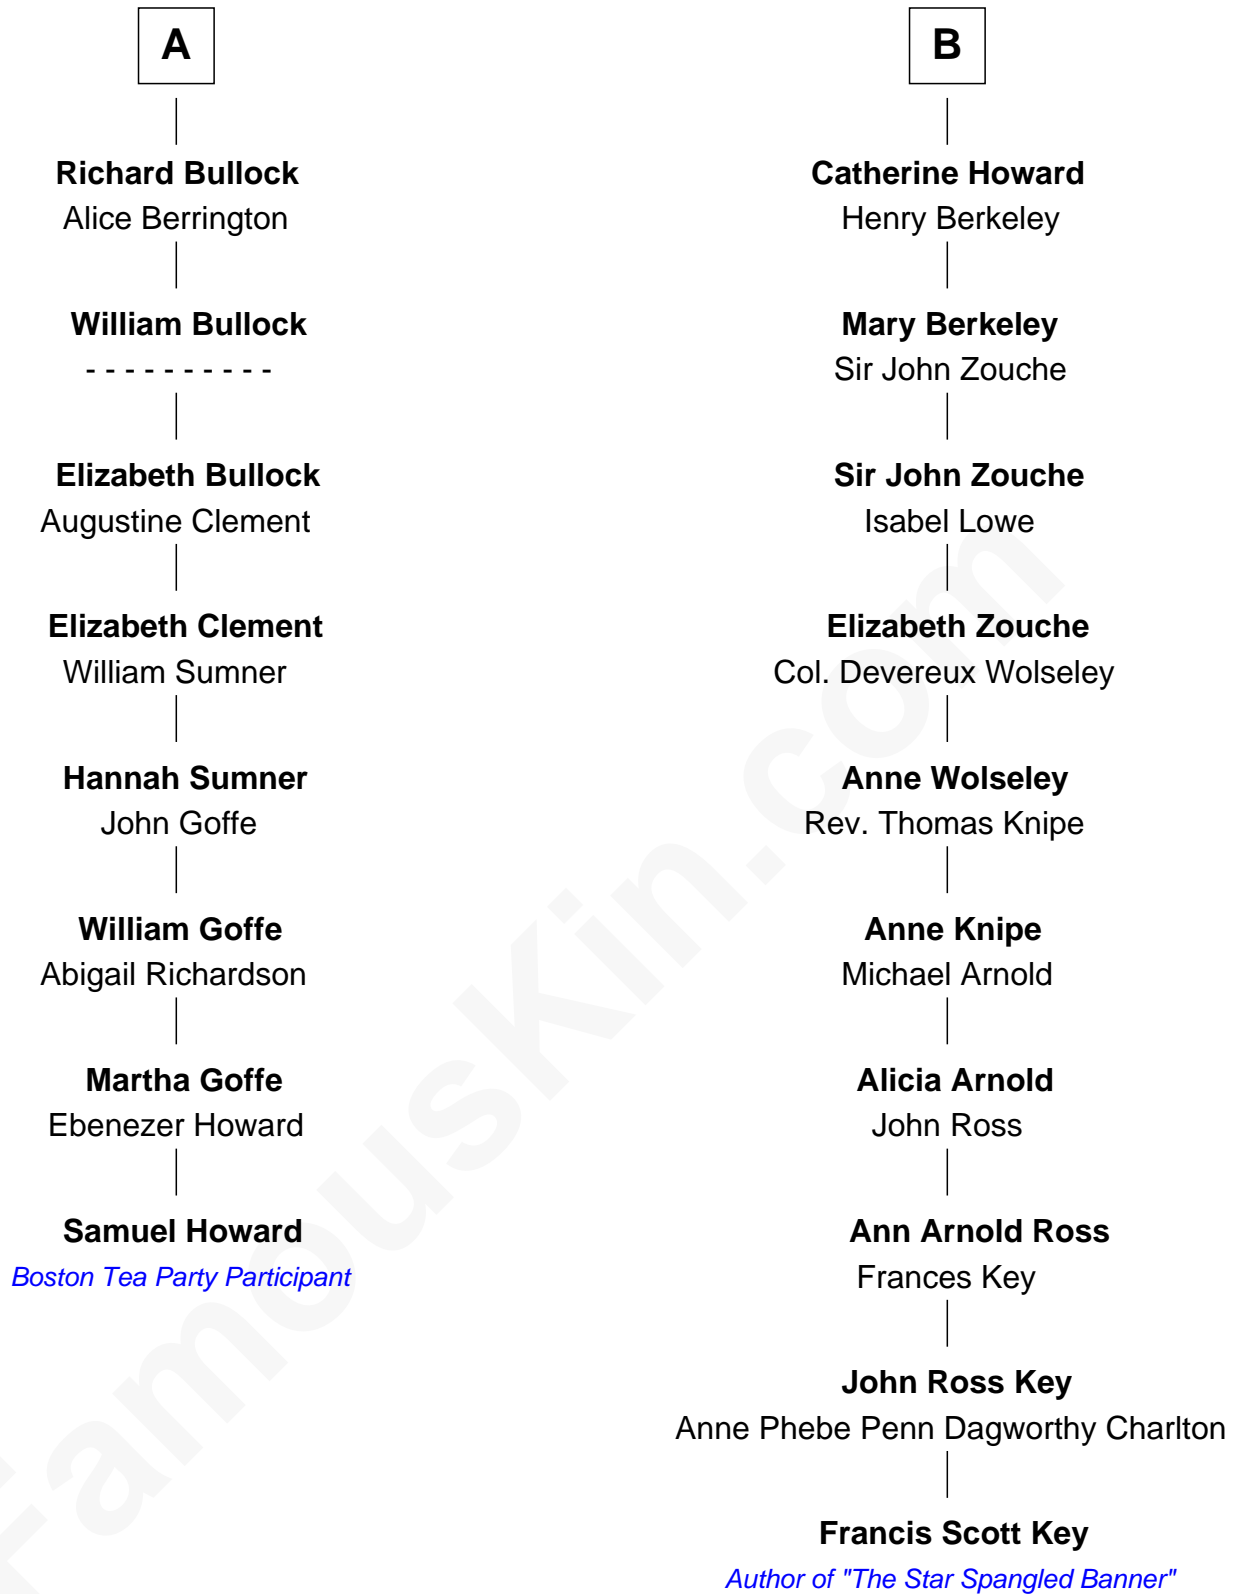 A
Richard Bullock
Alice Berrington
William Bullock
- - - - - - - - - -
Elizabeth Bullock
Augustine Clement
Elizabeth Clement
William Sumner
Hannah Sumner
John Goffe
William Goffe
Abigail Richardson
Martha Goffe
Ebenezer Howard
Samuel Howard
Boston Tea Party Participant
B
Catherine Howard
Henry Berkeley
Mary Berkeley
Sir John Zouche
Sir John Zouche
Isabel Lowe
Elizabeth Zouche
Col. Devereux Wolseley
Anne Wolseley
Rev. Thomas Knipe
Anne Knipe
Michael Arnold
Alicia Arnold
John Ross
Ann Arnold Ross
Frances Key
John Ross Key
Anne Phebe Penn Dagworthy Charlton
Francis Scott Key
Author of "The Star Spangled Banner"
FamousKin.com